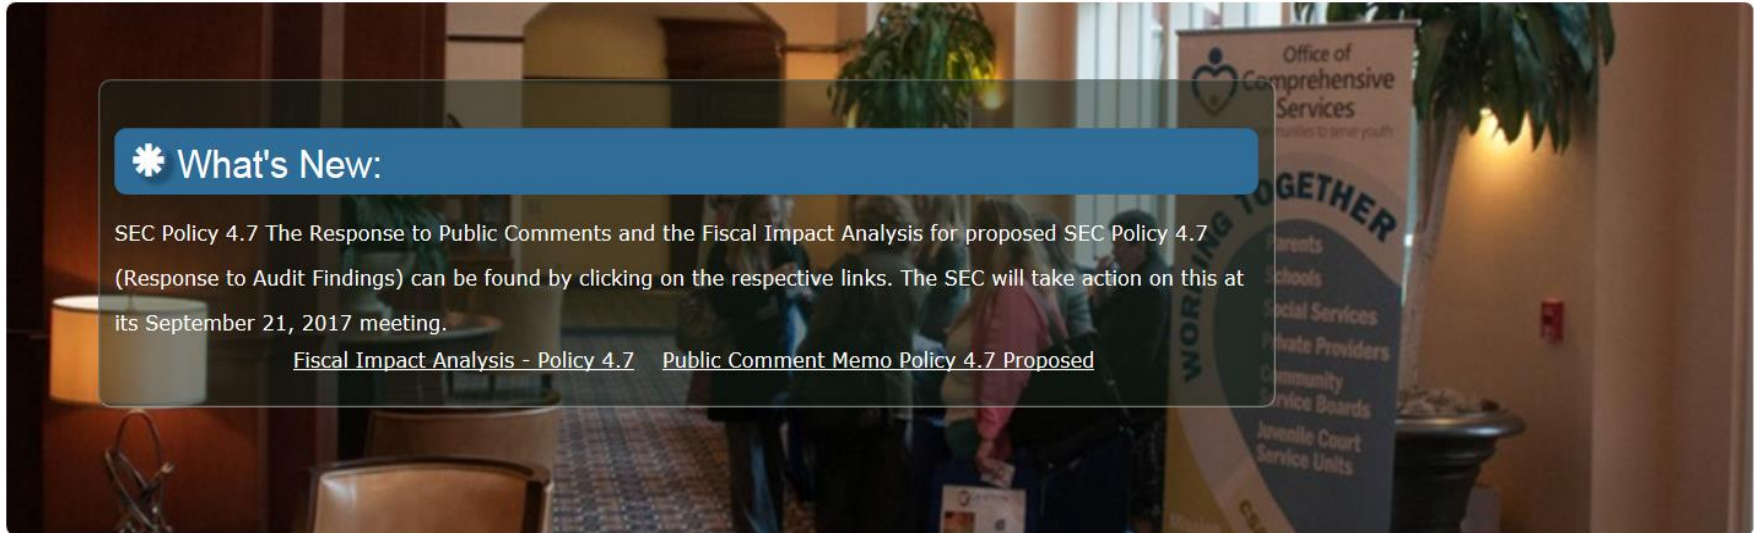 What's New:
SEC Policy 4.7 The Response to Public Comments and the Fiscal Impact Analysis for proposed SEC Policy 4.7
(Response to Audit Findings) can be found by clicking on the respective links. The SEC will take action on this at
its September 21, 2017 meeting.
Fiscal Impact Analysis - Policy 4.7 Public Comment Memo Policy 4.7 Proposed
Office of
Comprehensive
Services
communities to serve youth
WORKING TOGETHER
Parents
Schools
Social Services
Private Providers
Community
Service Boards
Juvenile Court
Service Units